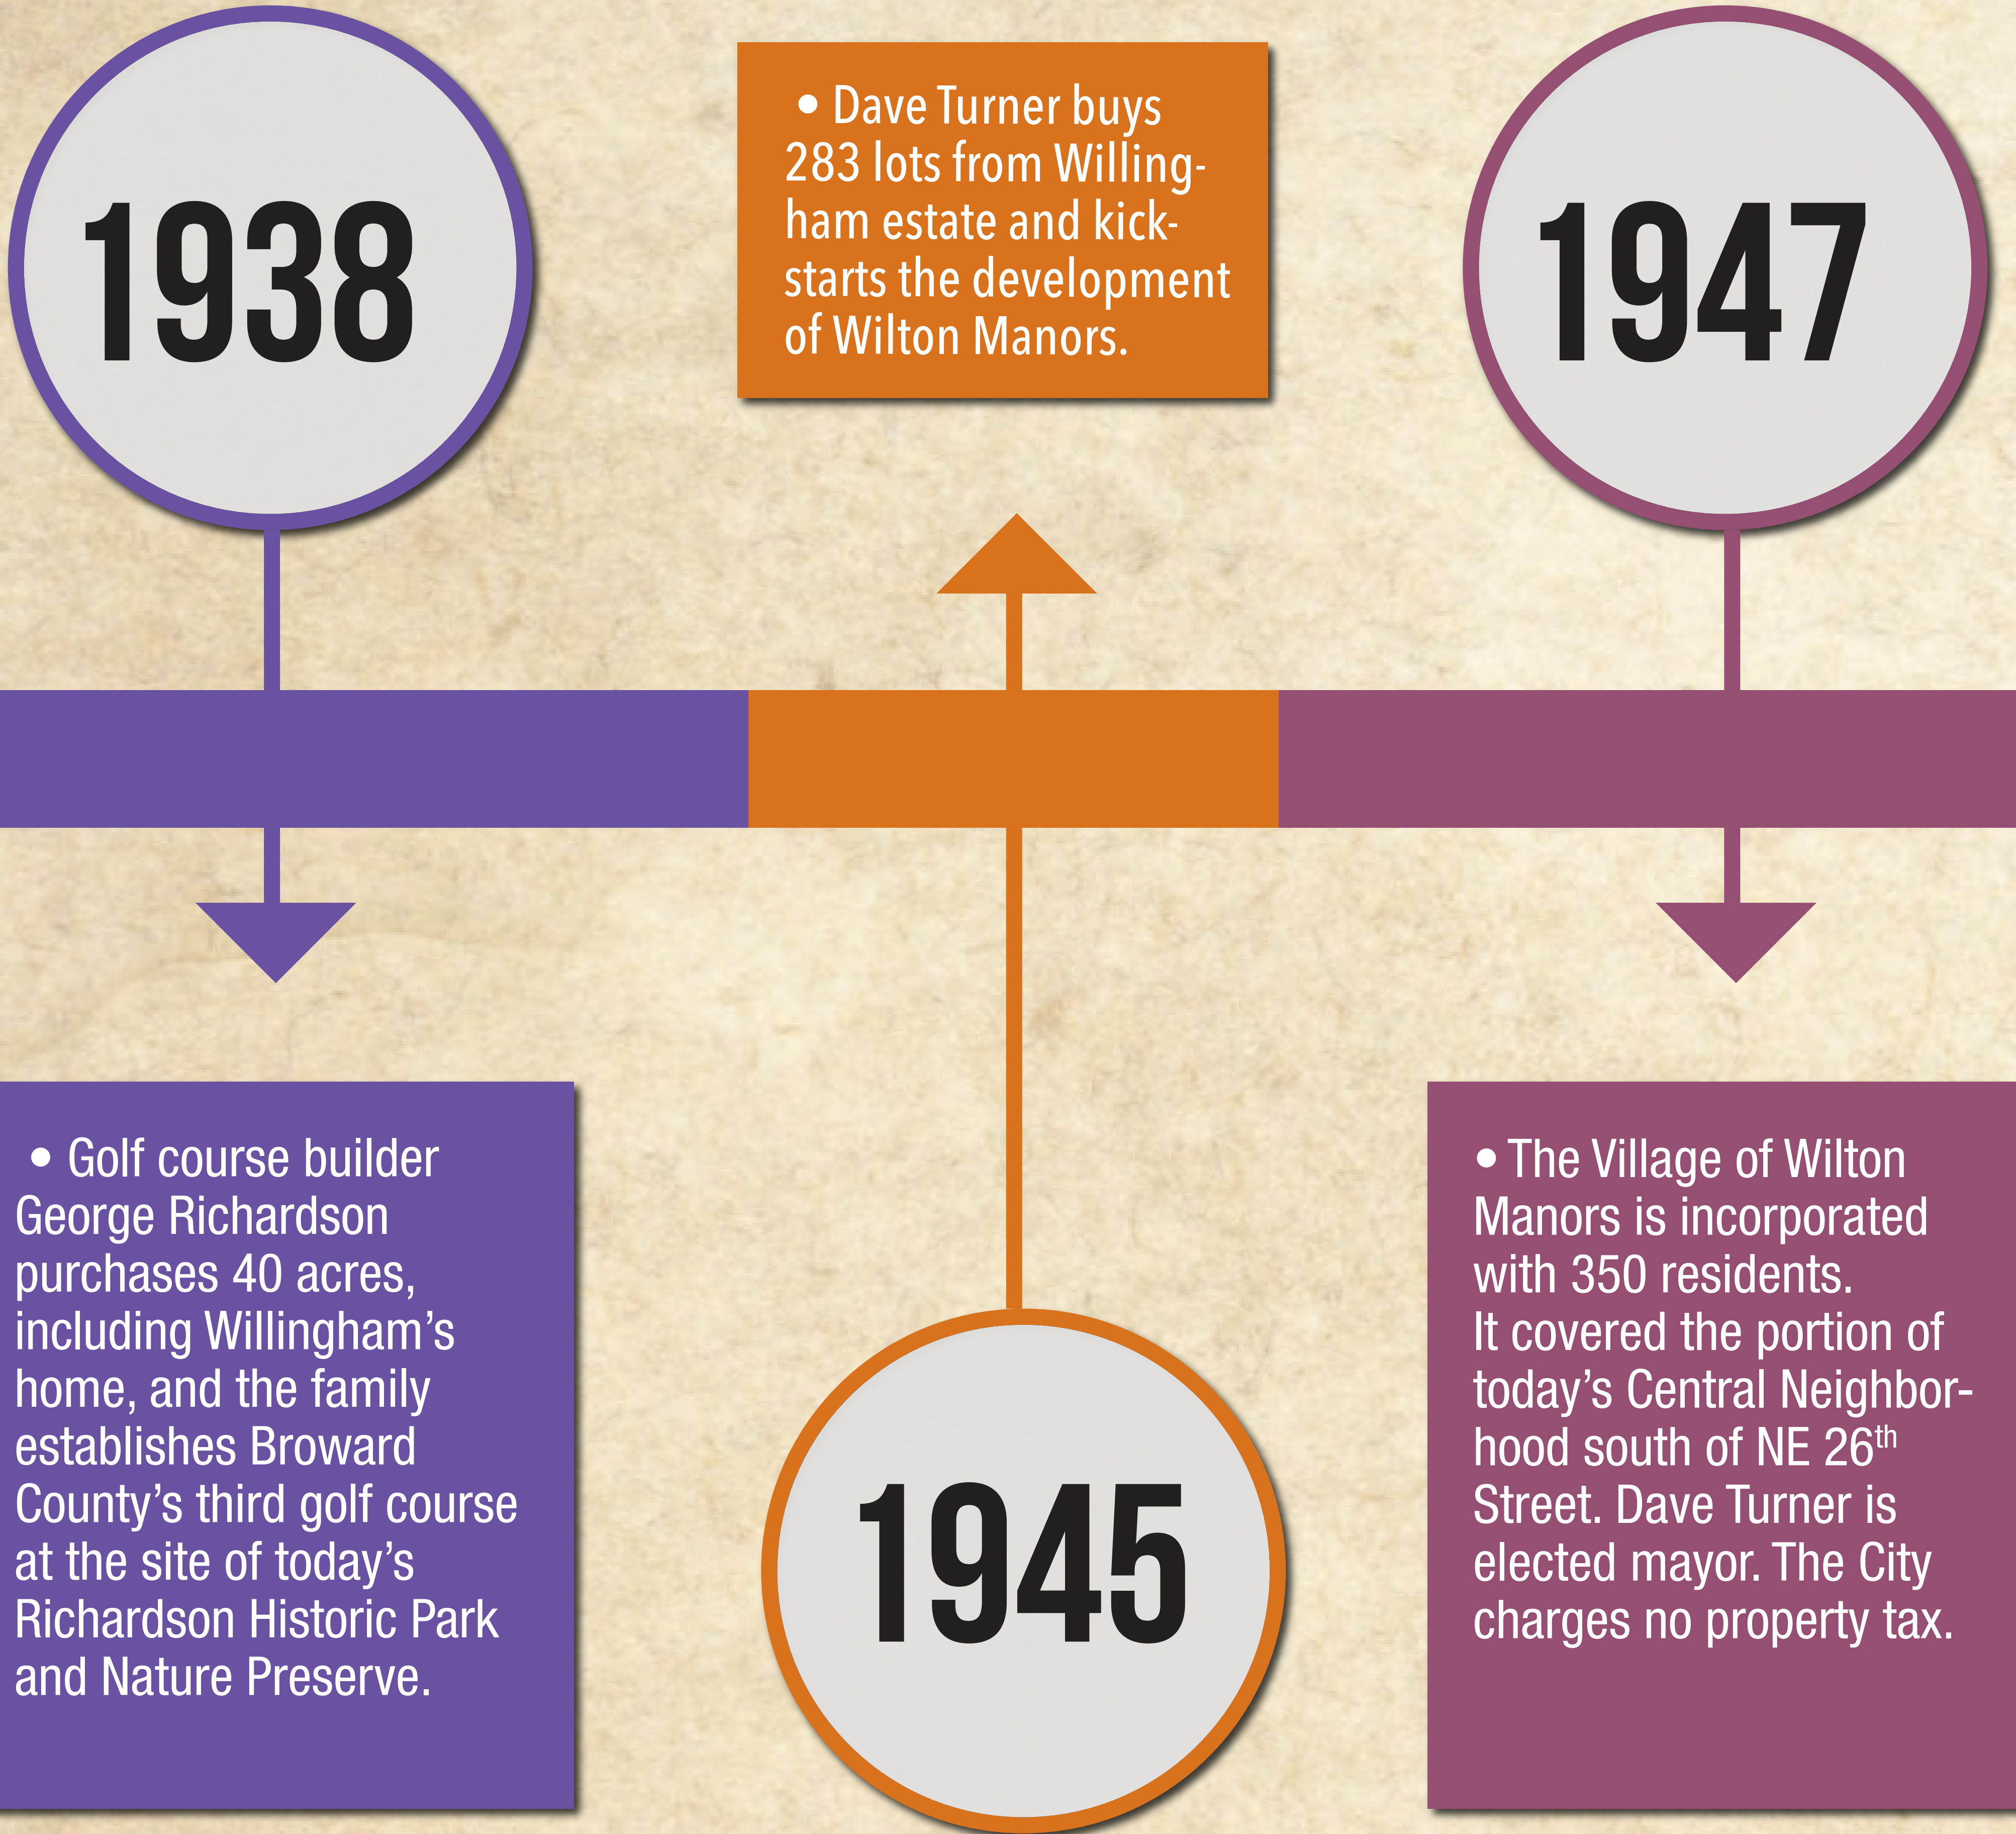 1938
• Golf course builder
George Richardson
purchases 40 acres,
including Willingham’s
home, and the family
establishes Broward
County’s third golf course
at the site of today’s
Richardson Historic Park
and Nature Preserve.
• Dave Turner buys
283 lots from Willing-
ham estate and kick-
starts the development
of Wilton Manors.
1945
1947
• The Village of Wilton
Manors is incorporated
with 350 residents.
It covered the portion of
today’s Central Neighbor-
hood south of NE 26th
Street. Dave Turner is
elected mayor. The City
charges no property tax.